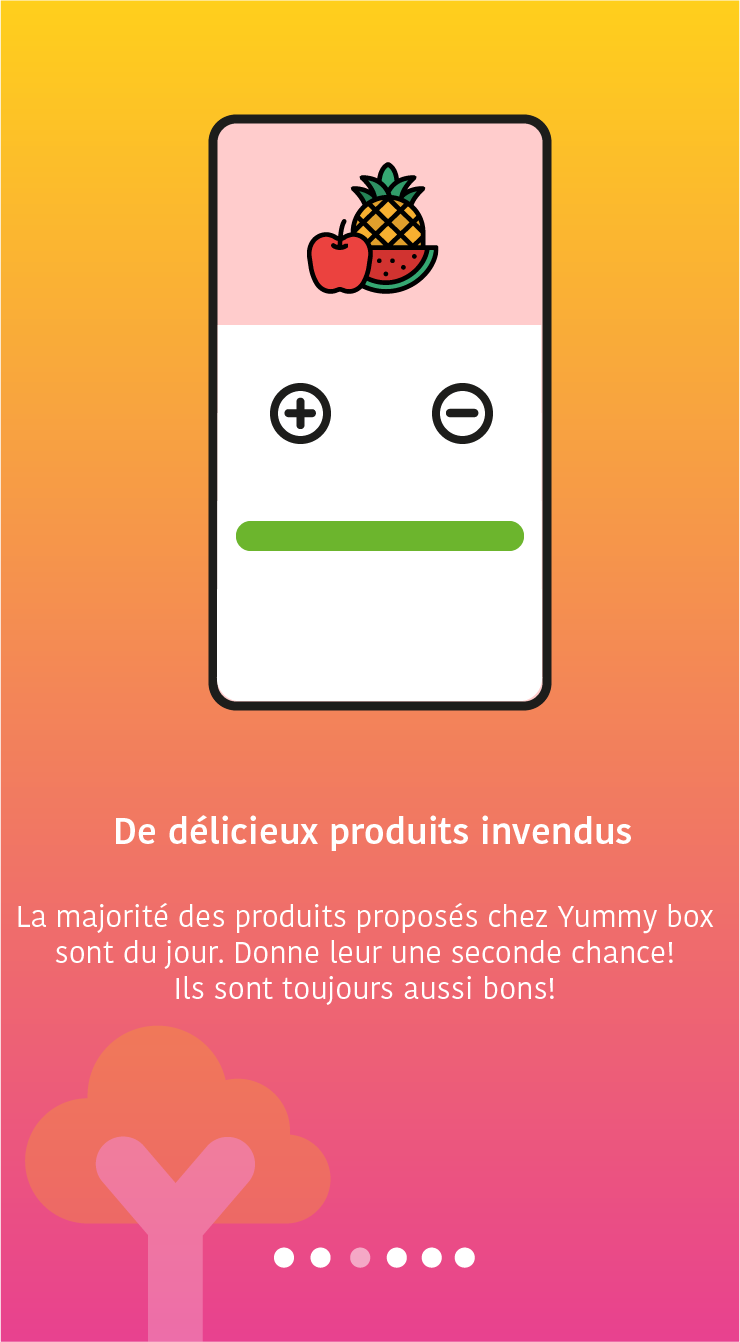 De délicieux produits invendus
La majorité des produits proposés chez Yummy box
sont du jour. Donne leur une seconde chance!
Ils sont toujours aussi bons!